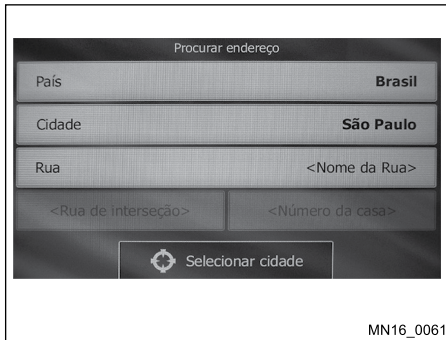 Procurar endereço
País Brasil
Cidade São Paulo
Rua <Nome da Rua>
<Rua de interseção> <Número da casa>
Selecionar cidade
MN16_0061